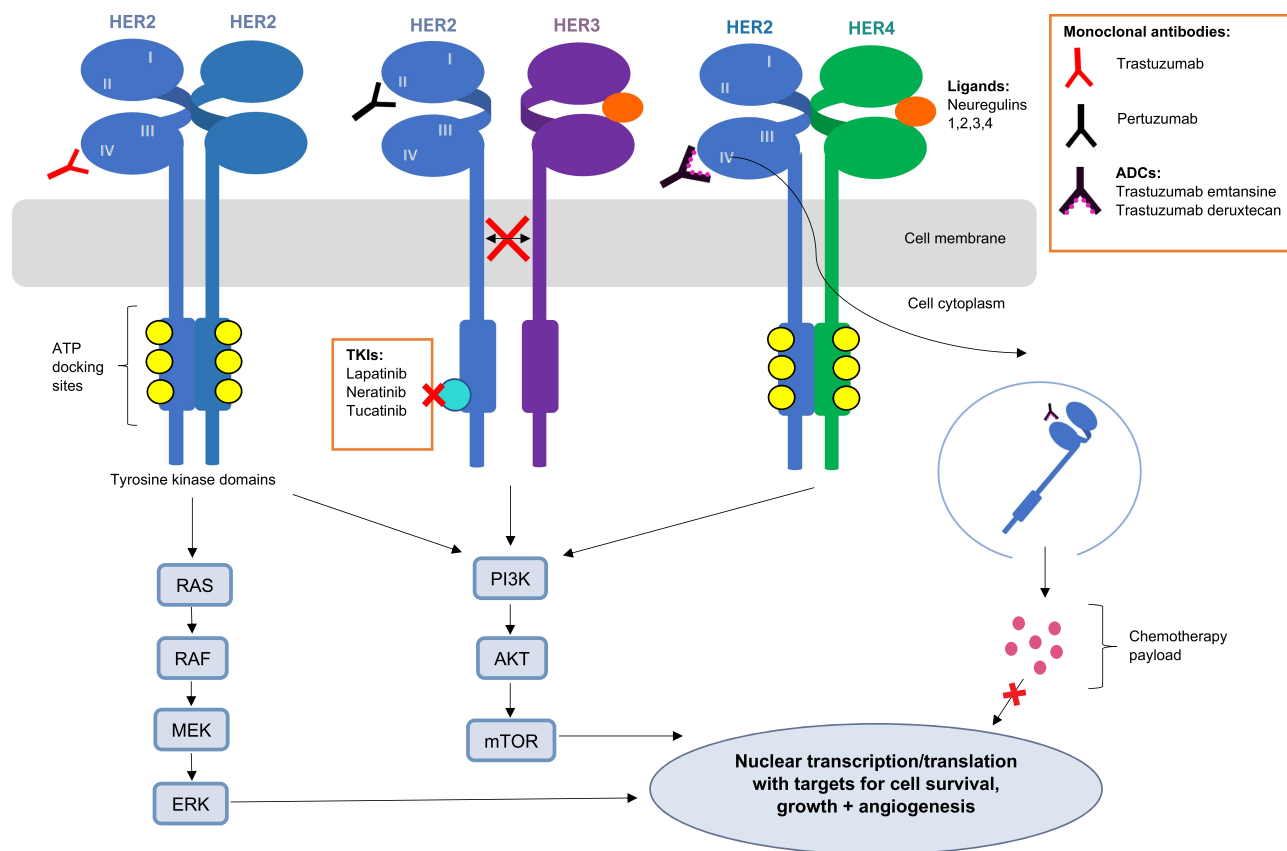 HER2
HER2
HER2
HER3
HER2
HER4
I
II
III
IV
I
II
III
IV
I
II
III
IV
Ligands:
Neuregulins
1,2,3,4
Monoclonal antibodies:
Trastuzumab
Pertuzumab
ADCs:
Trastuzumab emtansine
Trastuzumab deruxtecan
Cell membrane
Cell cytoplasm
ATP
docking
sites
TKIs:
Lapatinib
Neratinib
Tucatinib
Tyrosine kinase domains
RAS
RAF
MEK
ERK
PI3K
AKT
mTOR
Chemotherapy
payload
Nuclear transcription/translation
with targets for cell survival,
growth + angiogenesis